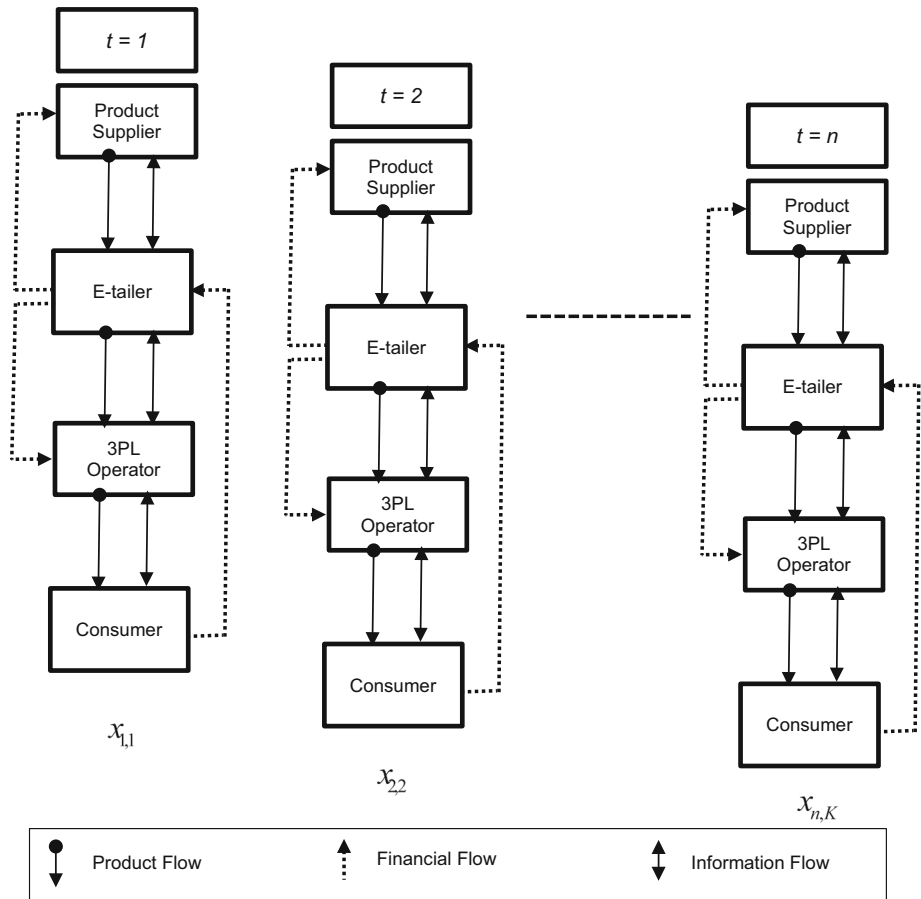 t = 1
Product
Supplier
E-tailer
3PL
Operator
Consumer
x1,1
t = 2
Product
Supplier
E-tailer
3PL
Operator
Consumer
x2,2
t = n
Product
Supplier
E-tailer
3PL
Operator
Consumer
xn,K
Product Flow
Financial Flow
Information Flow